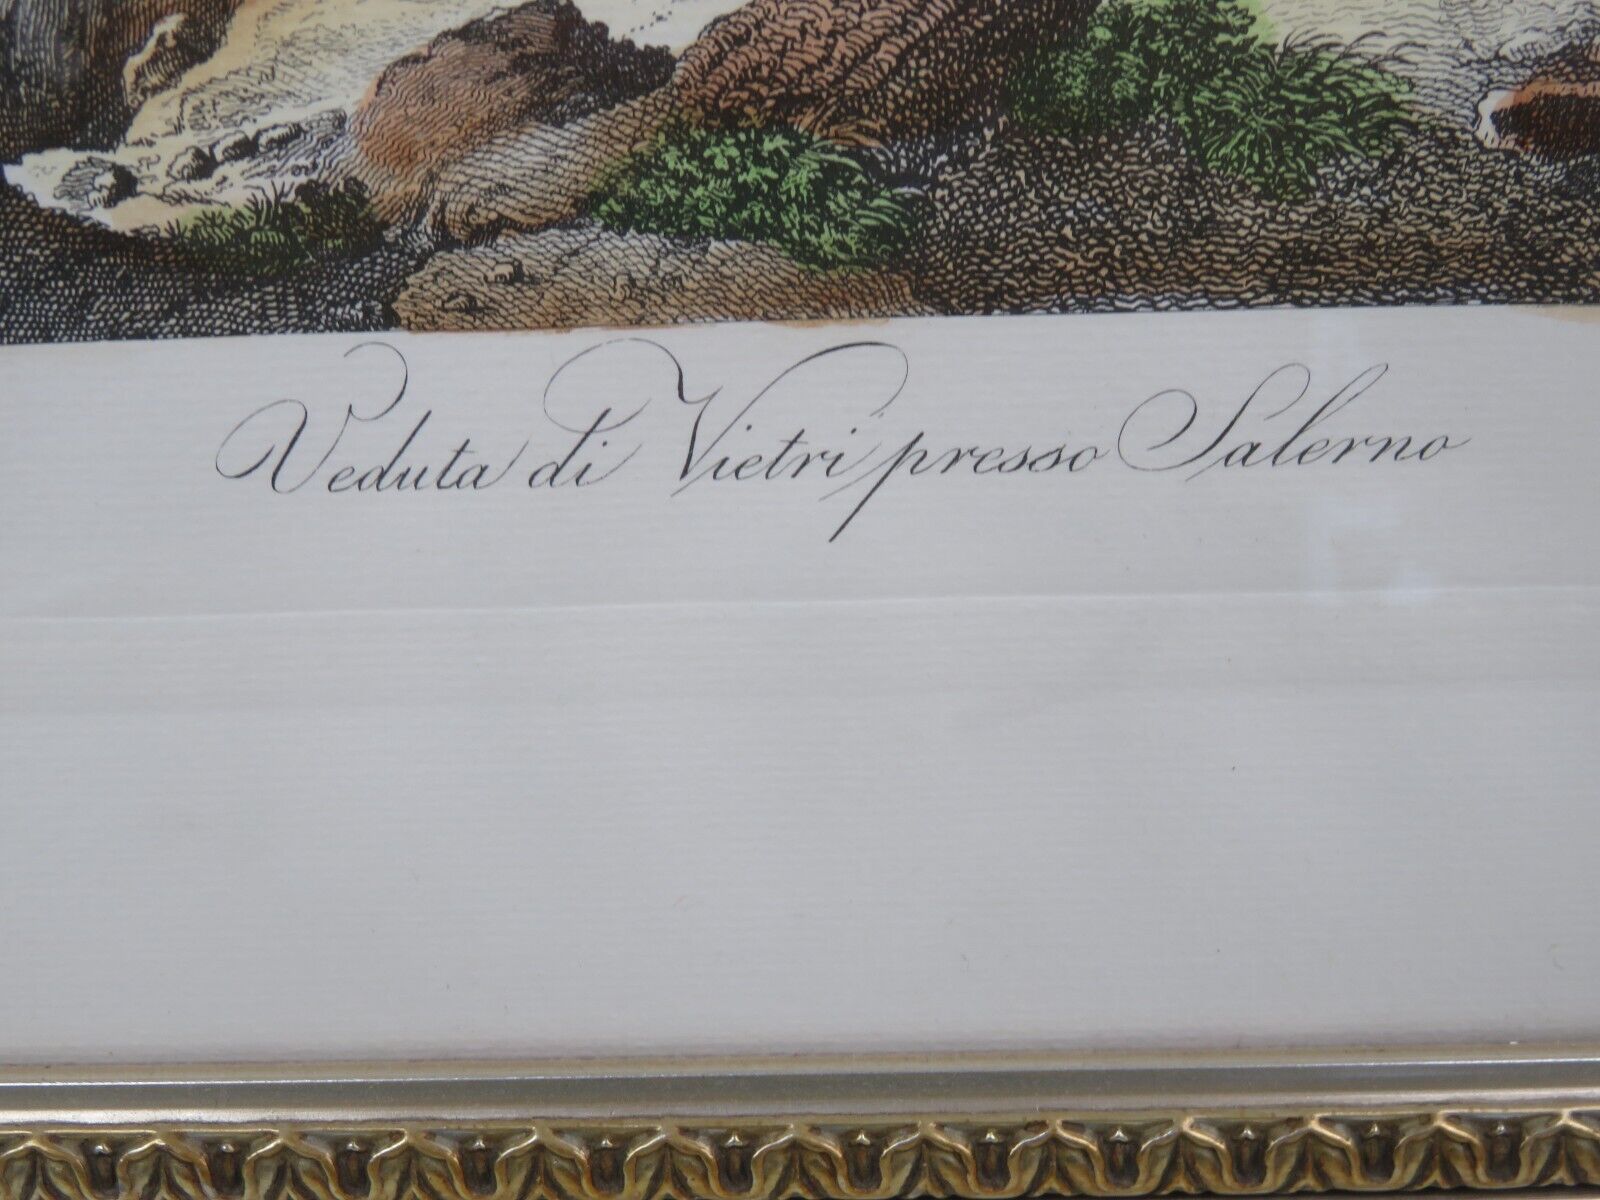 Veduta di Vietri presso Salerno